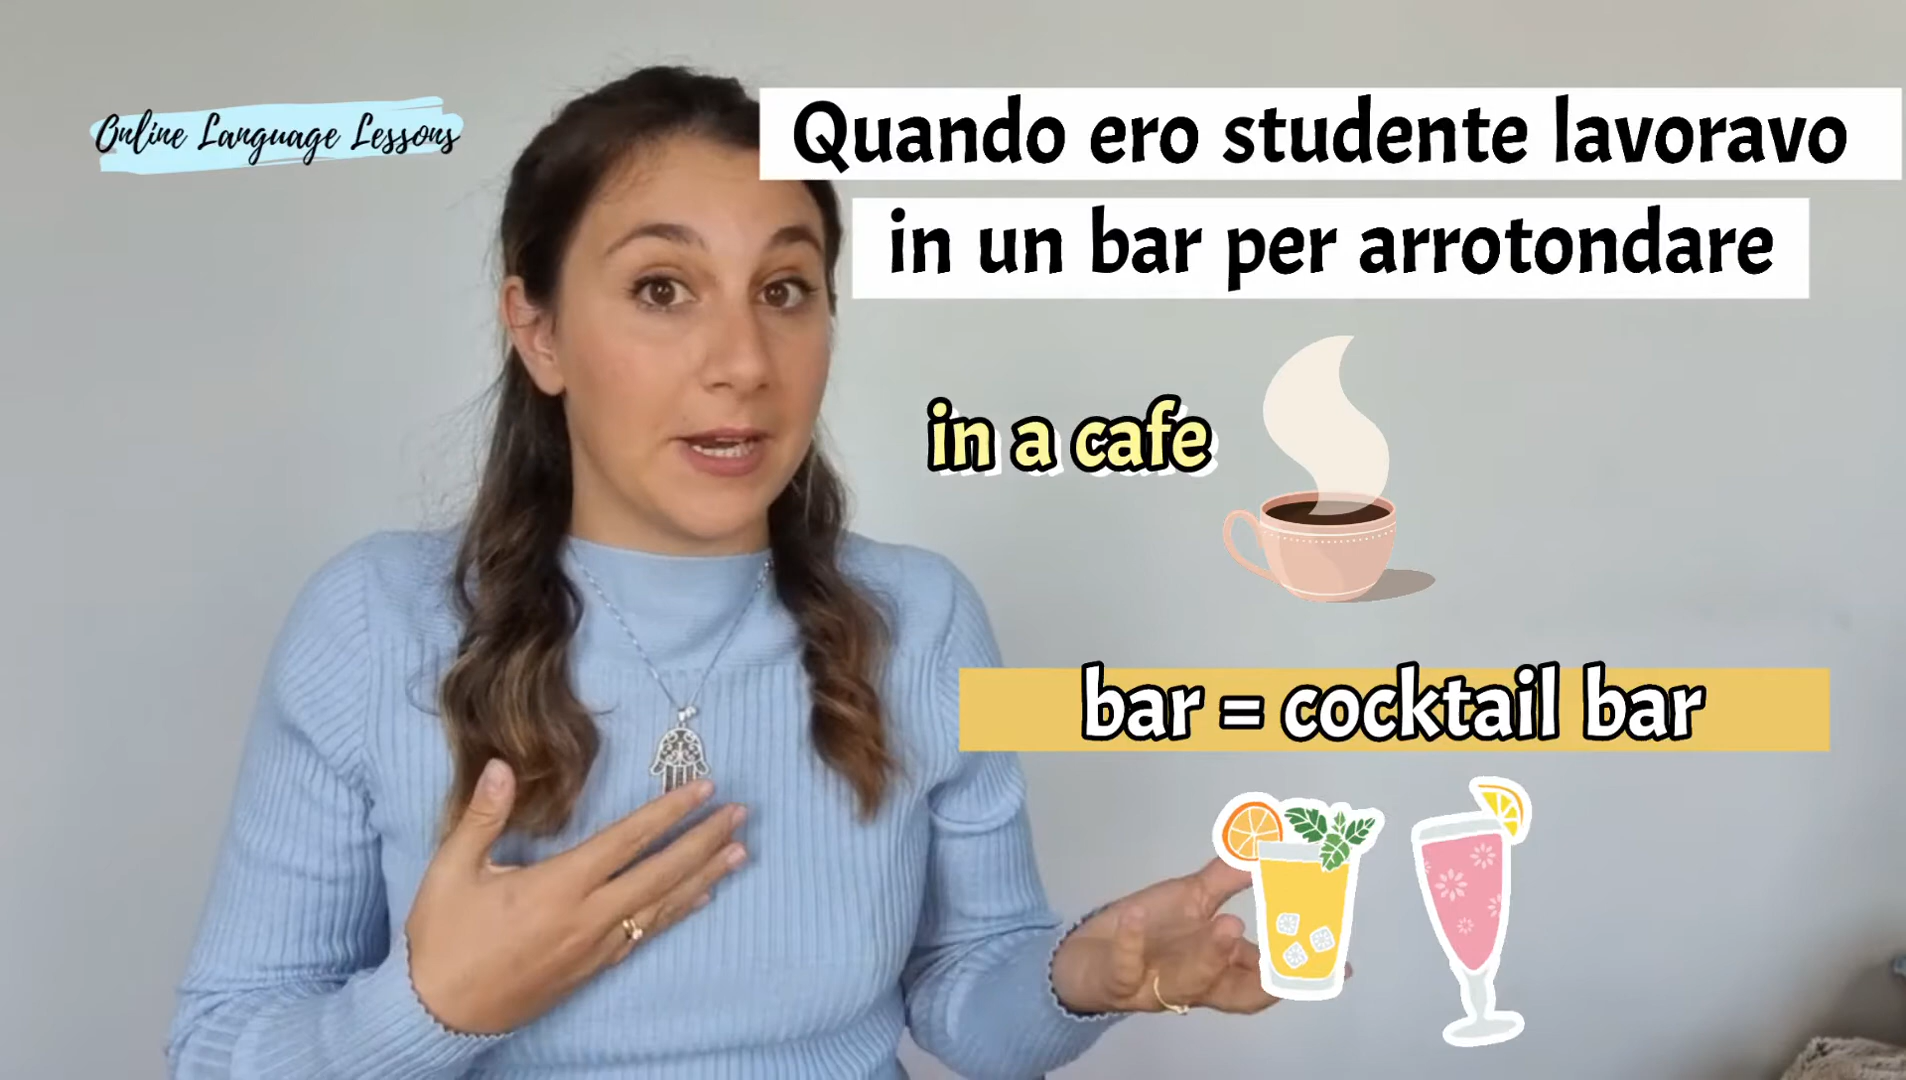 Online Language Lessons
Quando ero studente lavoravo
in un bar per arrotondare
in a cafe
bar = cocktail bar